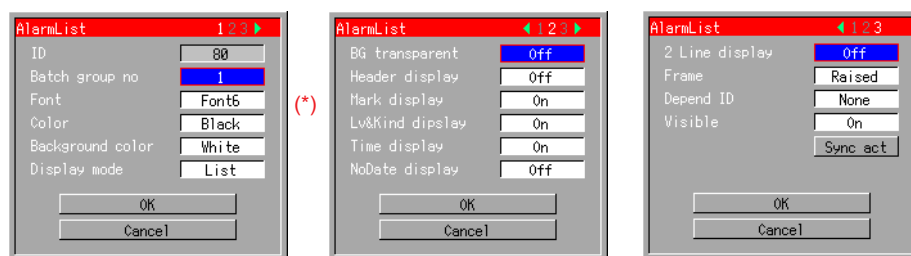 AlarmList 1 2 3 ▶
ID 80
Batch group no 1
Font Font6
Color Black
Background color White
Display mode List
OK
Cancel
(*)
AlarmList ◀ 1 2 3 ▶
BG transparent Off
Header display Off
Mark display On
Lv&Kind dipslay On
Time display On
NoDate display Off
OK
Cancel
AlarmList ◀ 1 2 3
2 Line display Off
Frame Raised
Depend ID None
Visible On
Sync act
OK
Cancel